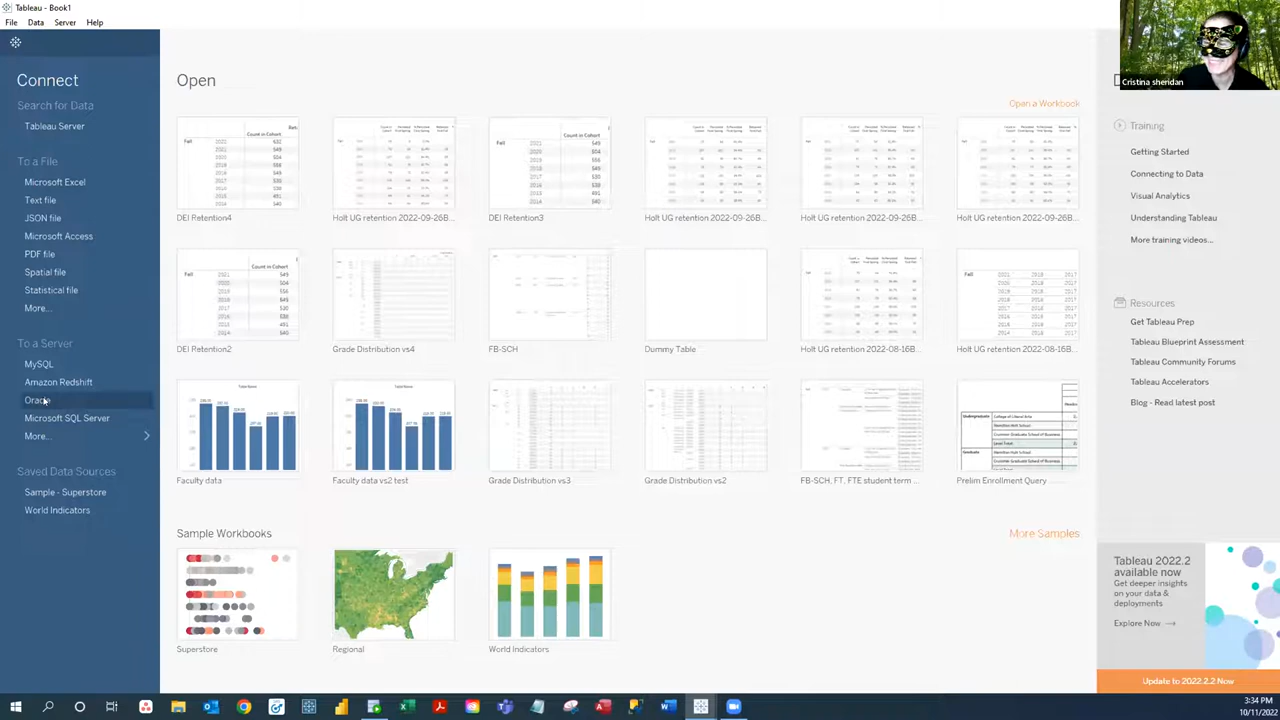 Tableau - Book1
File Data Server Help
Cristina sheridan
Connect
Search for Data
Tableau Server
To a File
Microsoft Excel
Text file
JSON file
Microsoft Access
PDF file
Spatial file
Statistical file
More...
To a Server
MySQL
Amazon Redshift
Oracle
Microsoft SQL Server
More...
Saved Data Sources
Sample - Superstore
World Indicators
Open
Open a Workbook
DEI Retention4
Holt UG retention 2022-09-26B...
DEI Retention3
Holt UG retention 2022-09-26B...
Holt UG retention 2022-09-26B...
Holt UG retention 2022-09-26B...
DEI Retention2
Grade Distribution vs4
FB-SCH
Dummy Table
Holt UG retention 2022-08-16B...
Holt UG retention 2022-08-16B...
Faculty data
Faculty data vs2 test
Grade Distribution vs3
Grade Distribution vs2
FB-SCH, FT, FTE student term ...
Prelim Enrollment Query
Sample Workbooks
More Samples
Superstore
Regional
World Indicators
Training
Getting Started
Connecting to Data
Visual Analytics
Understanding Tableau
More training videos...
Resources
Get Tableau Prep
Tableau Blueprint Assessment
Tableau Community Forums
Tableau Accelerators
Blog - Read latest post
Tableau 2022.2
available now
Get deeper insights
on your data &
deployments
Explore Now →
Update to 2022.2.2 Now
3:34 PM
10/11/2022